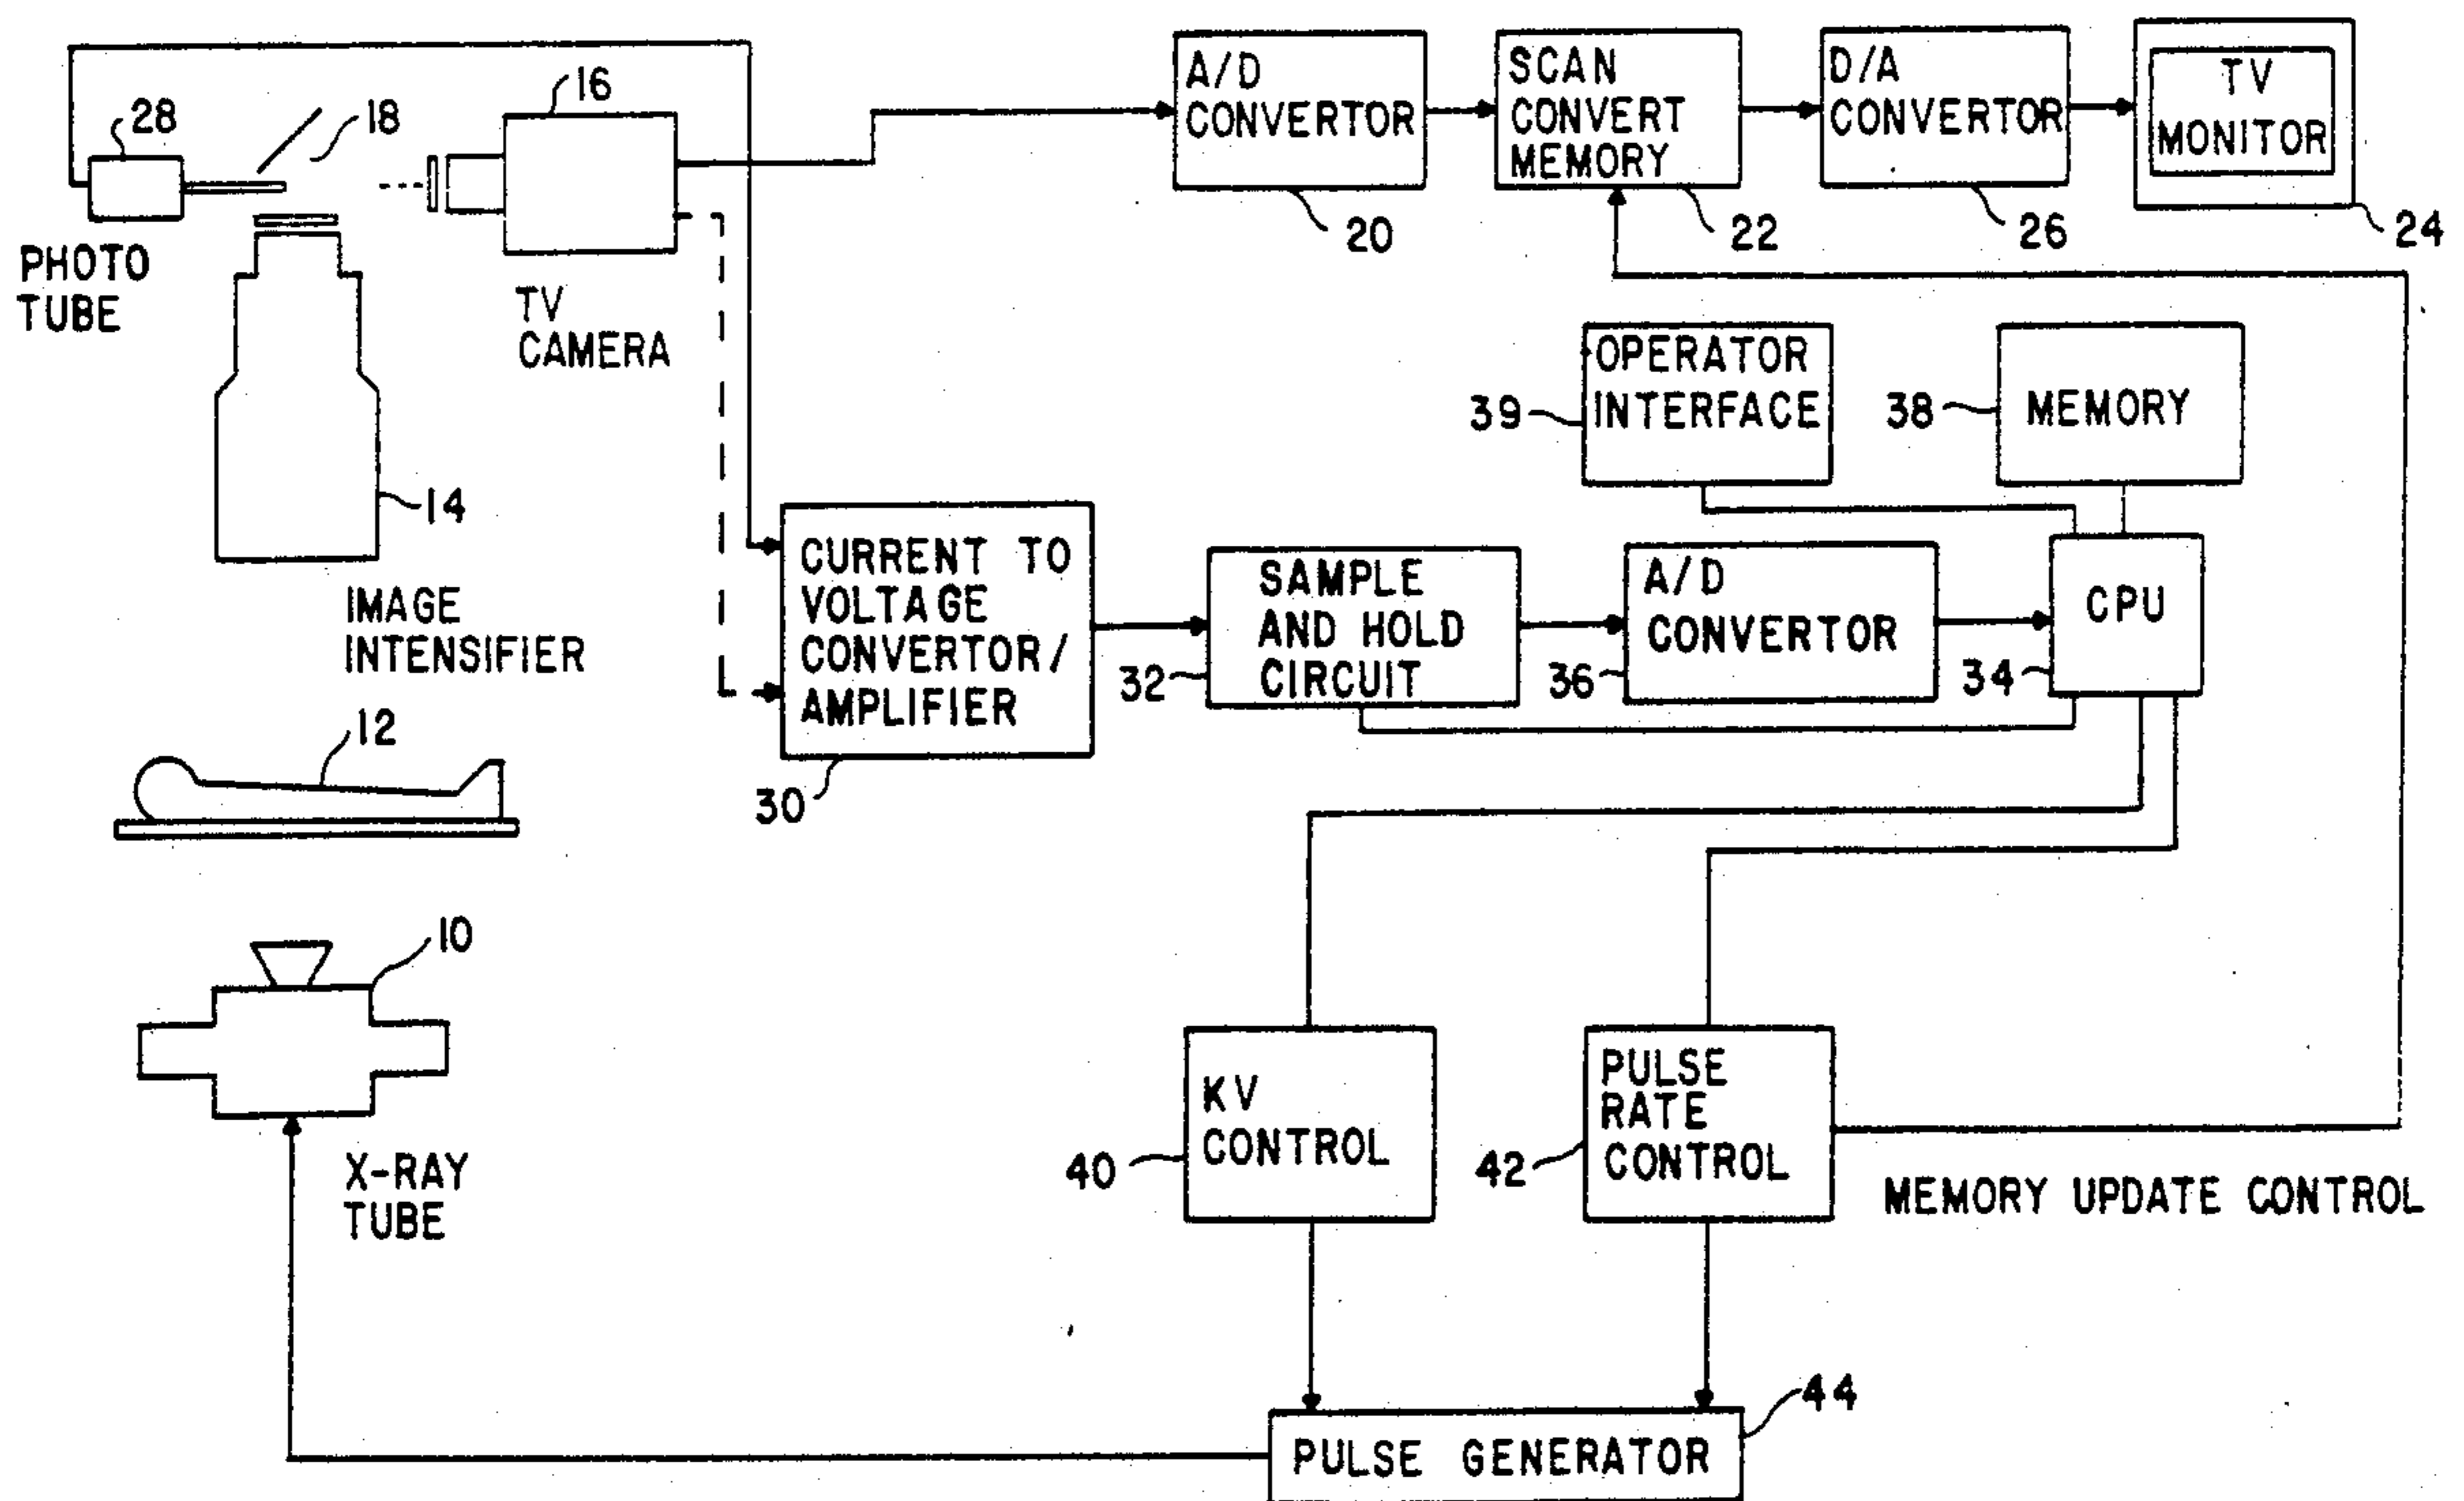 16
28
18
PHOTO
TUBE
TV
CAMERA
A/D
CONVERTOR
20
SCAN
CONVERT
MEMORY
22
D/A
CONVERTOR
26
TV
MONITOR
24
14
IMAGE
INTENSIFIER
OPERATOR
INTERFACE
39
MEMORY
38
CURRENT TO
VOLTAGE
CONVERTOR/
AMPLIFIER
30
SAMPLE
AND HOLD
CIRCUIT
32
A/D
CONVERTOR
36
CPU
34
12
10
X-RAY
TUBE
KV
CONTROL
40
PULSE
RATE
CONTROL
42
MEMORY UPDATE CONTROL
44
PULSE GENERATOR